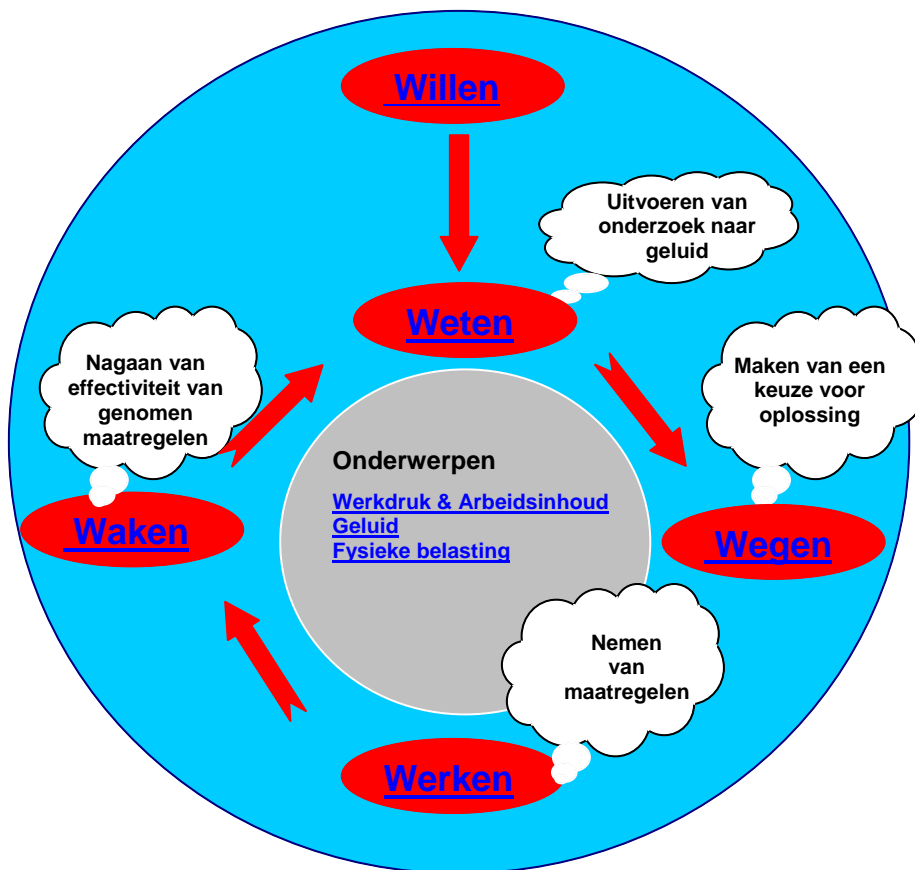 Willen
Uitvoeren van
onderzoek naar
geluid
Weten
Nagaan van
effectiviteit van
genomen
maatregelen
Maken van een
keuze voor
oplossing
Onderwerpen
Werkdruk & Arbeidsinhoud
Geluid
Fysieke belasting
Waken
Wegen
Nemen
van
maatregelen
Werken